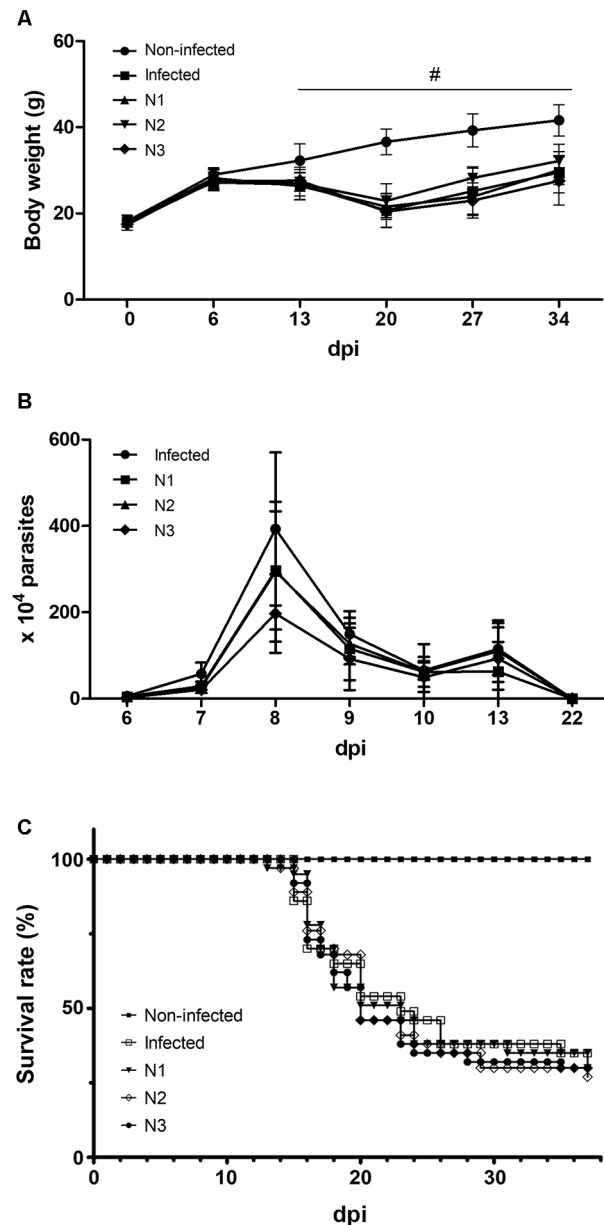 A
Body weight (g)
60
40
20
0
Non-infected
Infected
N1
N2
N3
#
0 6 13 20 27 34
dpi
B
x 10⁴ parasites
600
400
200
0
Infected
N1
N2
N3
6 7 8 9 10 13 22
dpi
C
Survival rate (%)
100
50
0
Non-infected
Infected
N1
N2
N3
0 10 20 30
dpi